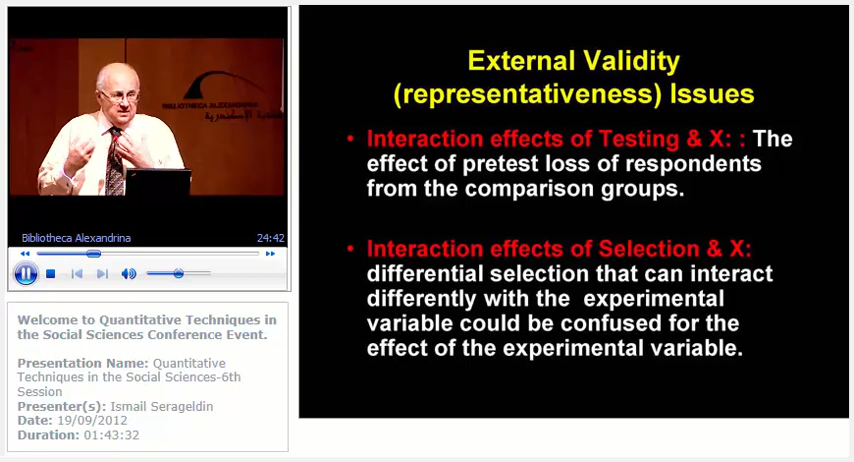 BIBLIOTHECA ALEXANDRINA
Bibliotheca Alexandrina
24:42
Welcome to Quantitative Techniques in
the Social Sciences Conference Event.
Presentation Name: Quantitative
Techniques in the Social Sciences-6th
Session
Presenter(s): Ismail Serageldin
Date: 19/09/2012
Duration: 01:43:32
External Validity
(representativeness) Issues
• Interaction effects of Testing & X: : The
effect of pretest loss of respondents
from the comparison groups.
• Interaction effects of Selection & X:
differential selection that can interact
differently with the experimental
variable could be confused for the
effect of the experimental variable.